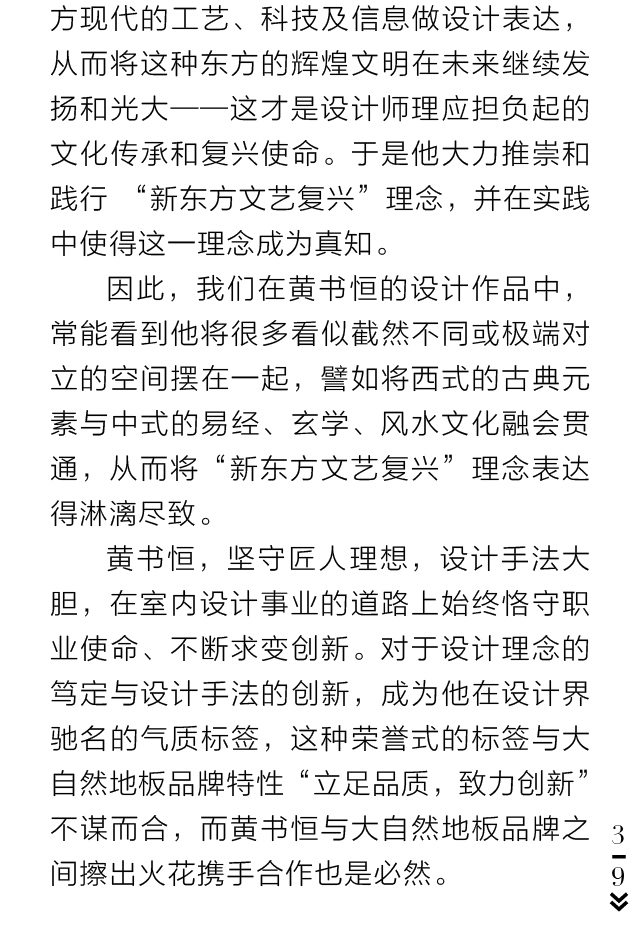 方现代的工艺、科技及信息做设计表达，
从而将这种东方的辉煌文明在未来继续发
扬和光大——这才是设计师理应担负起的
文化传承和复兴使命。于是他大力推崇和
践行 “新东方文艺复兴” 理念，并在实践
中使得这一理念成为真知。
因此，我们在黄书恒的设计作品中，
常能看到他将很多看似截然不同或极端对
立的空间摆在一起，譬如将西式的古典元
素与中式的易经、玄学、风水文化融会贯
通，从而将“新东方文艺复兴” 理念表达
得淋漓尽致。
黄书恒，坚守匠人理想，设计手法大
胆，在室内设计事业的道路上始终恪守职
业使命、不断求变创新。对于设计理念的
笃定与设计手法的创新，成为他在设计界
驰名的气质标签，这种荣誉式的标签与大
自然地板品牌特性“立足品质，致力创新”
不谋而合，而黄书恒与大自然地板品牌之
间擦出火花携手合作也是必然。
3
9